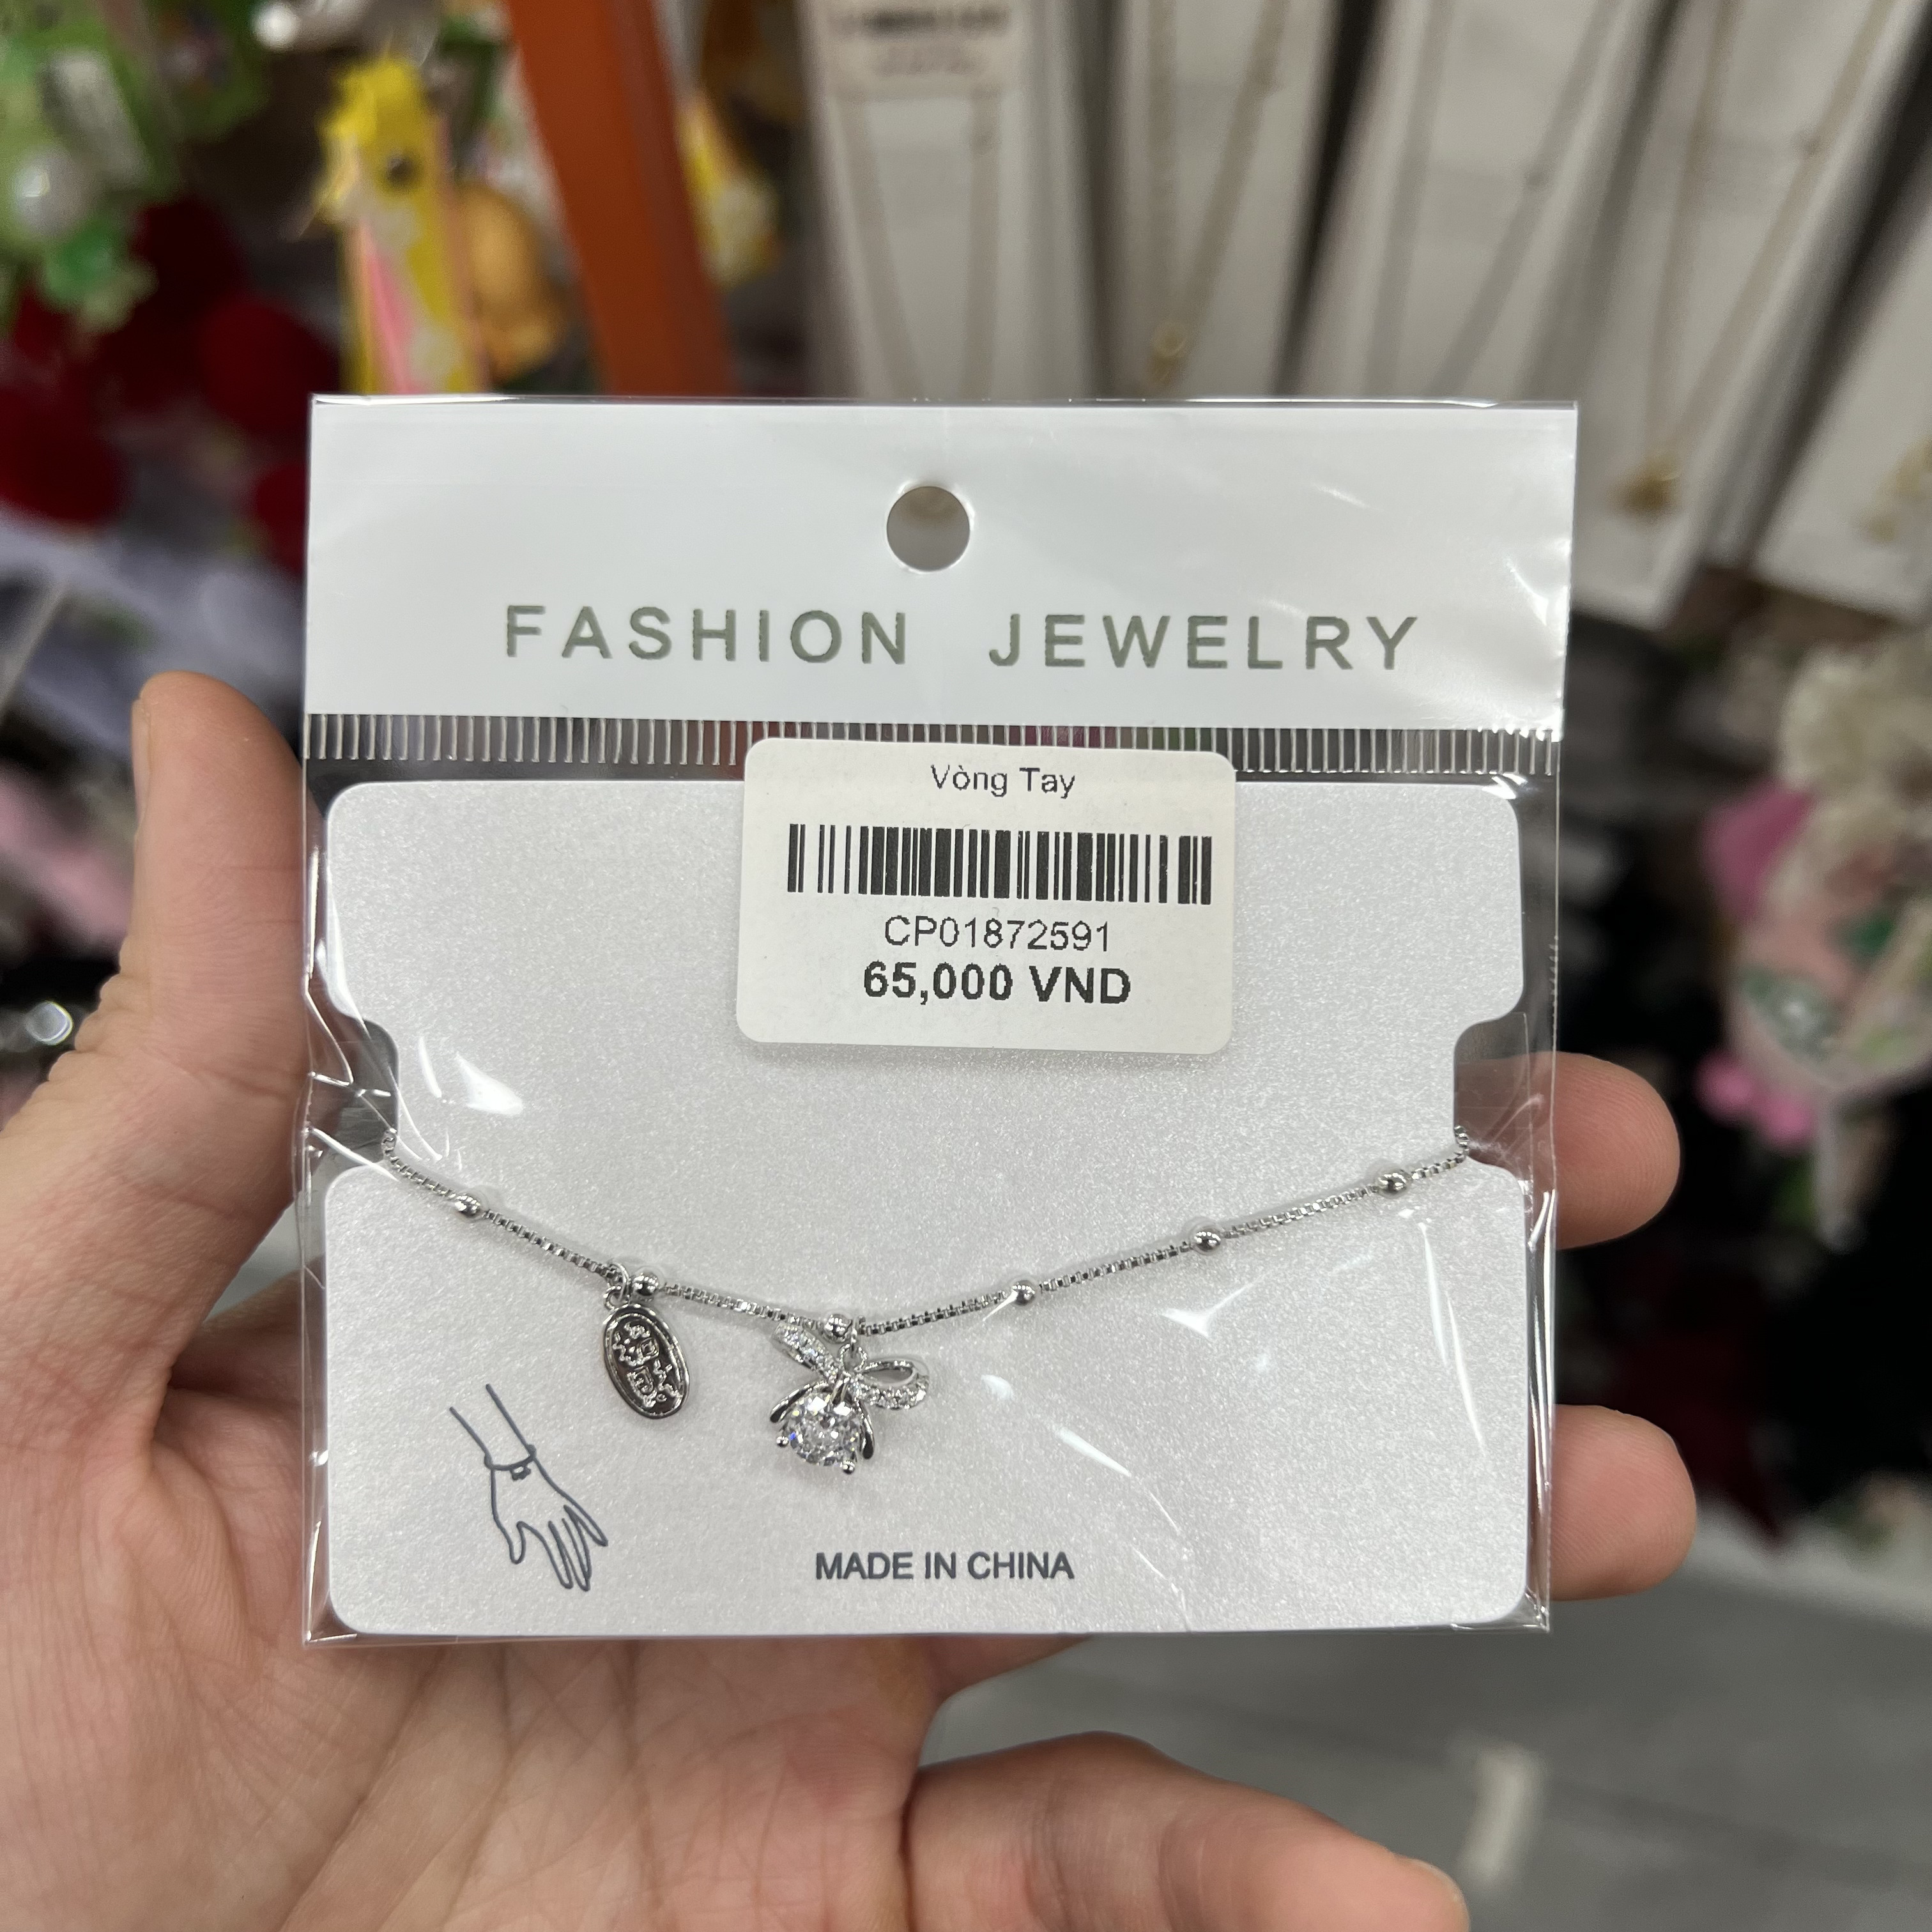 FASHION JEWELRY
Vòng Tay
CP01872591
65,000 VND
MADE IN CHINA